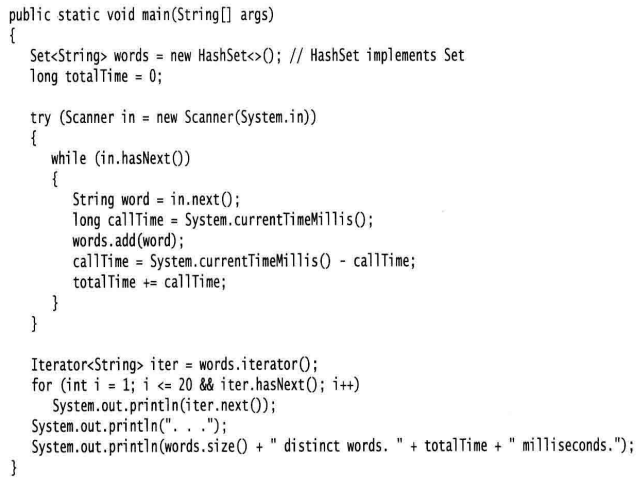 public static void main(String[] args)
{
   Set<String> words = new HashSet<>(); // HashSet implements Set
   long totalTime = 0;

   try (Scanner in = new Scanner(System.in))
   {
      while (in.hasNext())
      {
         String word = in.next();
         long callTime = System.currentTimeMillis();
         words.add(word);
         callTime = System.currentTimeMillis() - callTime;
         totalTime += callTime;
      }
   }

   Iterator<String> iter = words.iterator();
   for (int i = 1; i <= 20 && iter.hasNext(); i++)
      System.out.println(iter.next());
   System.out.println(". . .");
   System.out.println(words.size() + " distinct words. " + totalTime + " milliseconds.");
}